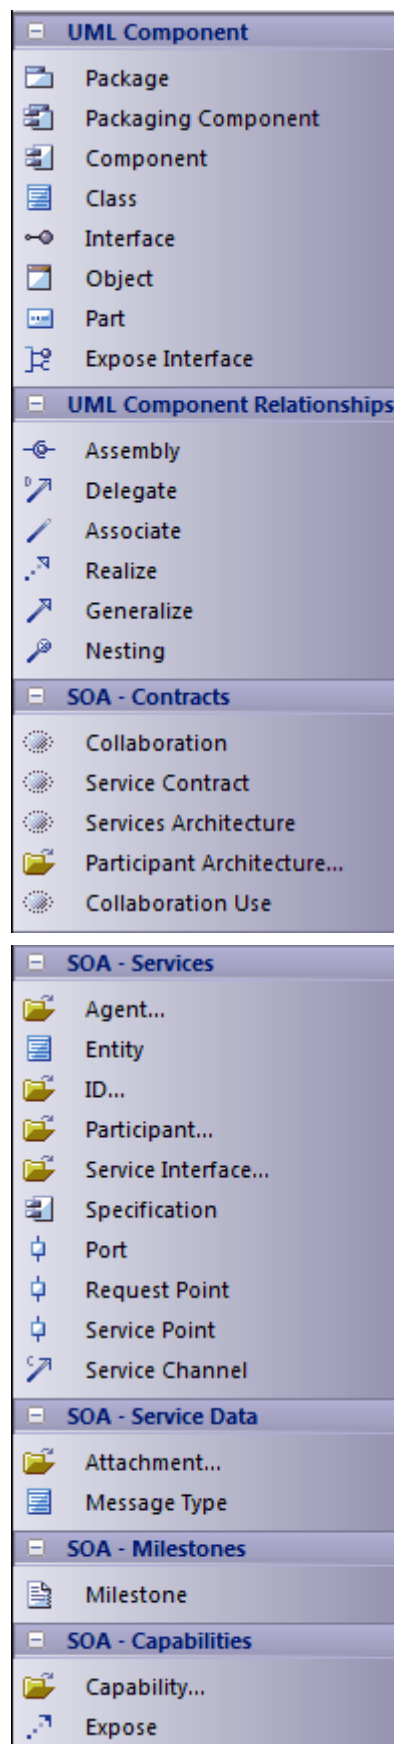 UML Component
Package
Packaging Component
Component
Class
Interface
Object
Part
Expose Interface
UML Component Relationships
Assembly
Delegate
Associate
Realize
Generalize
Nesting
SOA - Contracts
Collaboration
Service Contract
Services Architecture
Participant Architecture...
Collaboration Use
SOA - Services
Agent...
Entity
ID...
Participant...
Service Interface...
Specification
Port
Request Point
Service Point
Service Channel
SOA - Service Data
Attachment...
Message Type
SOA - Milestones
Milestone
SOA - Capabilities
Capability...
Expose